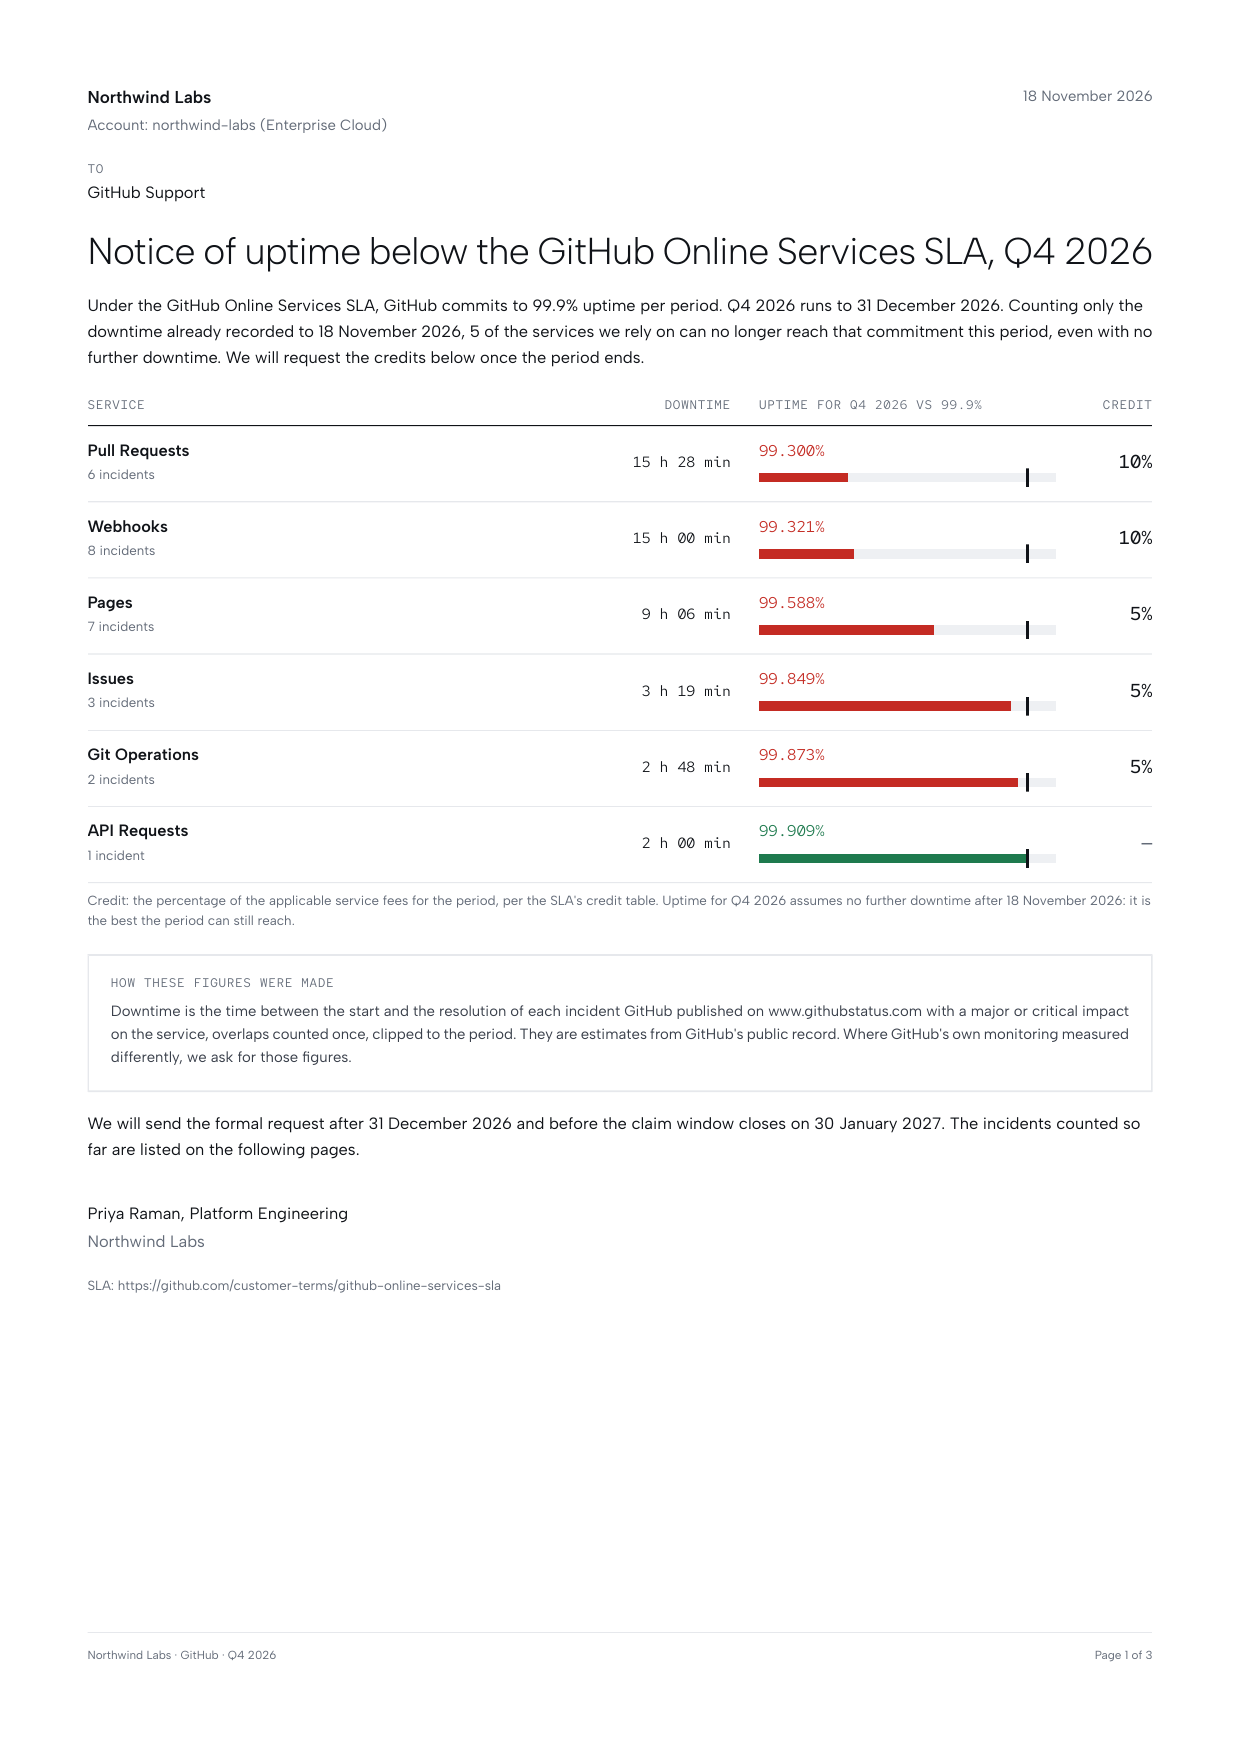 Northwind Labs
18 November 2026
Account: northwind-labs (Enterprise Cloud)
TO
GitHub Support
Notice of uptime below the GitHub Online Services SLA, Q4 2026
Under the GitHub Online Services SLA, GitHub commits to 99.9% uptime per period. Q4 2026 runs to 31 December 2026. Counting only the
downtime already recorded to 18 November 2026, 5 of the services we rely on can no longer reach that commitment this period, even with no
further downtime. We will request the credits below once the period ends.
SERVICE DOWNTIME UPTIME FOR Q4 2026 VS 99.9% CREDIT
Pull Requests
6 incidents
15 h 28 min
99.300%
10%
Webhooks
8 incidents
15 h 00 min
99.321%
10%
Pages
7 incidents
9 h 06 min
99.588%
5%
Issues
3 incidents
3 h 19 min
99.849%
5%
Git Operations
2 incidents
2 h 48 min
99.873%
5%
API Requests
1 incident
2 h 00 min
99.909%
—
Credit: the percentage of the applicable service fees for the period, per the SLA's credit table. Uptime for Q4 2026 assumes no further downtime after 18 November 2026: it is
the best the period can still reach.
HOW THESE FIGURES WERE MADE
Downtime is the time between the start and the resolution of each incident GitHub published on www.githubstatus.com with a major or critical impact
on the service, overlaps counted once, clipped to the period. They are estimates from GitHub's public record. Where GitHub's own monitoring measured
differently, we ask for those figures.
We will send the formal request after 31 December 2026 and before the claim window closes on 30 January 2027. The incidents counted so
far are listed on the following pages.
Priya Raman, Platform Engineering
Northwind Labs
SLA: https://github.com/customer-terms/github-online-services-sla
Northwind Labs · GitHub · Q4 2026
Page 1 of 3